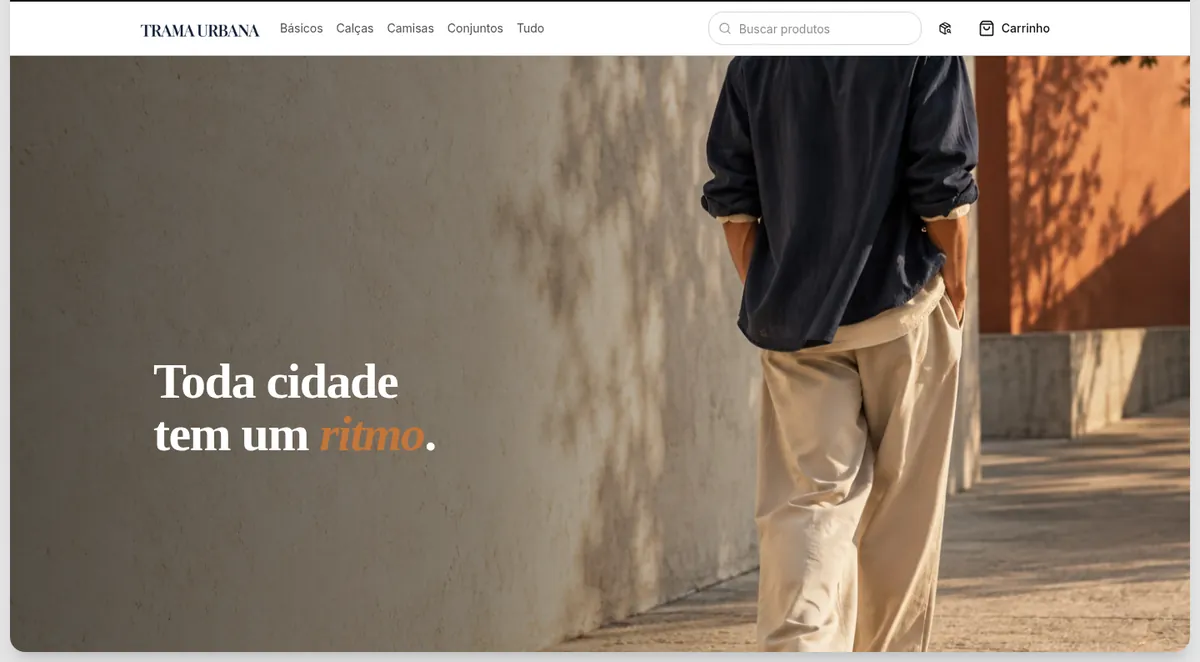 TRAMA URBANA
Básicos Calças Camisas Conjuntos Tudo
Buscar produtos
Carrinho
Toda cidade
tem um ritmo.